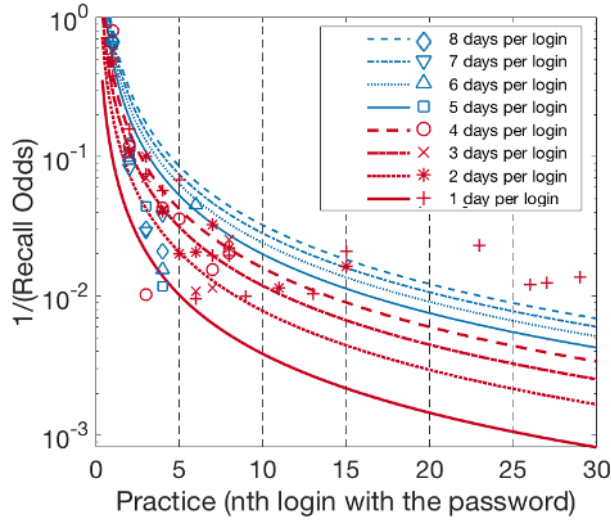 10^0
10^-1
10^-2
10^-3
1/(Recall Odds)
8 days per login
7 days per login
6 days per login
5 days per login
4 days per login
3 days per login
2 days per login
1 day per login
0 5 10 15 20 25 30
Practice (nth login with the password)